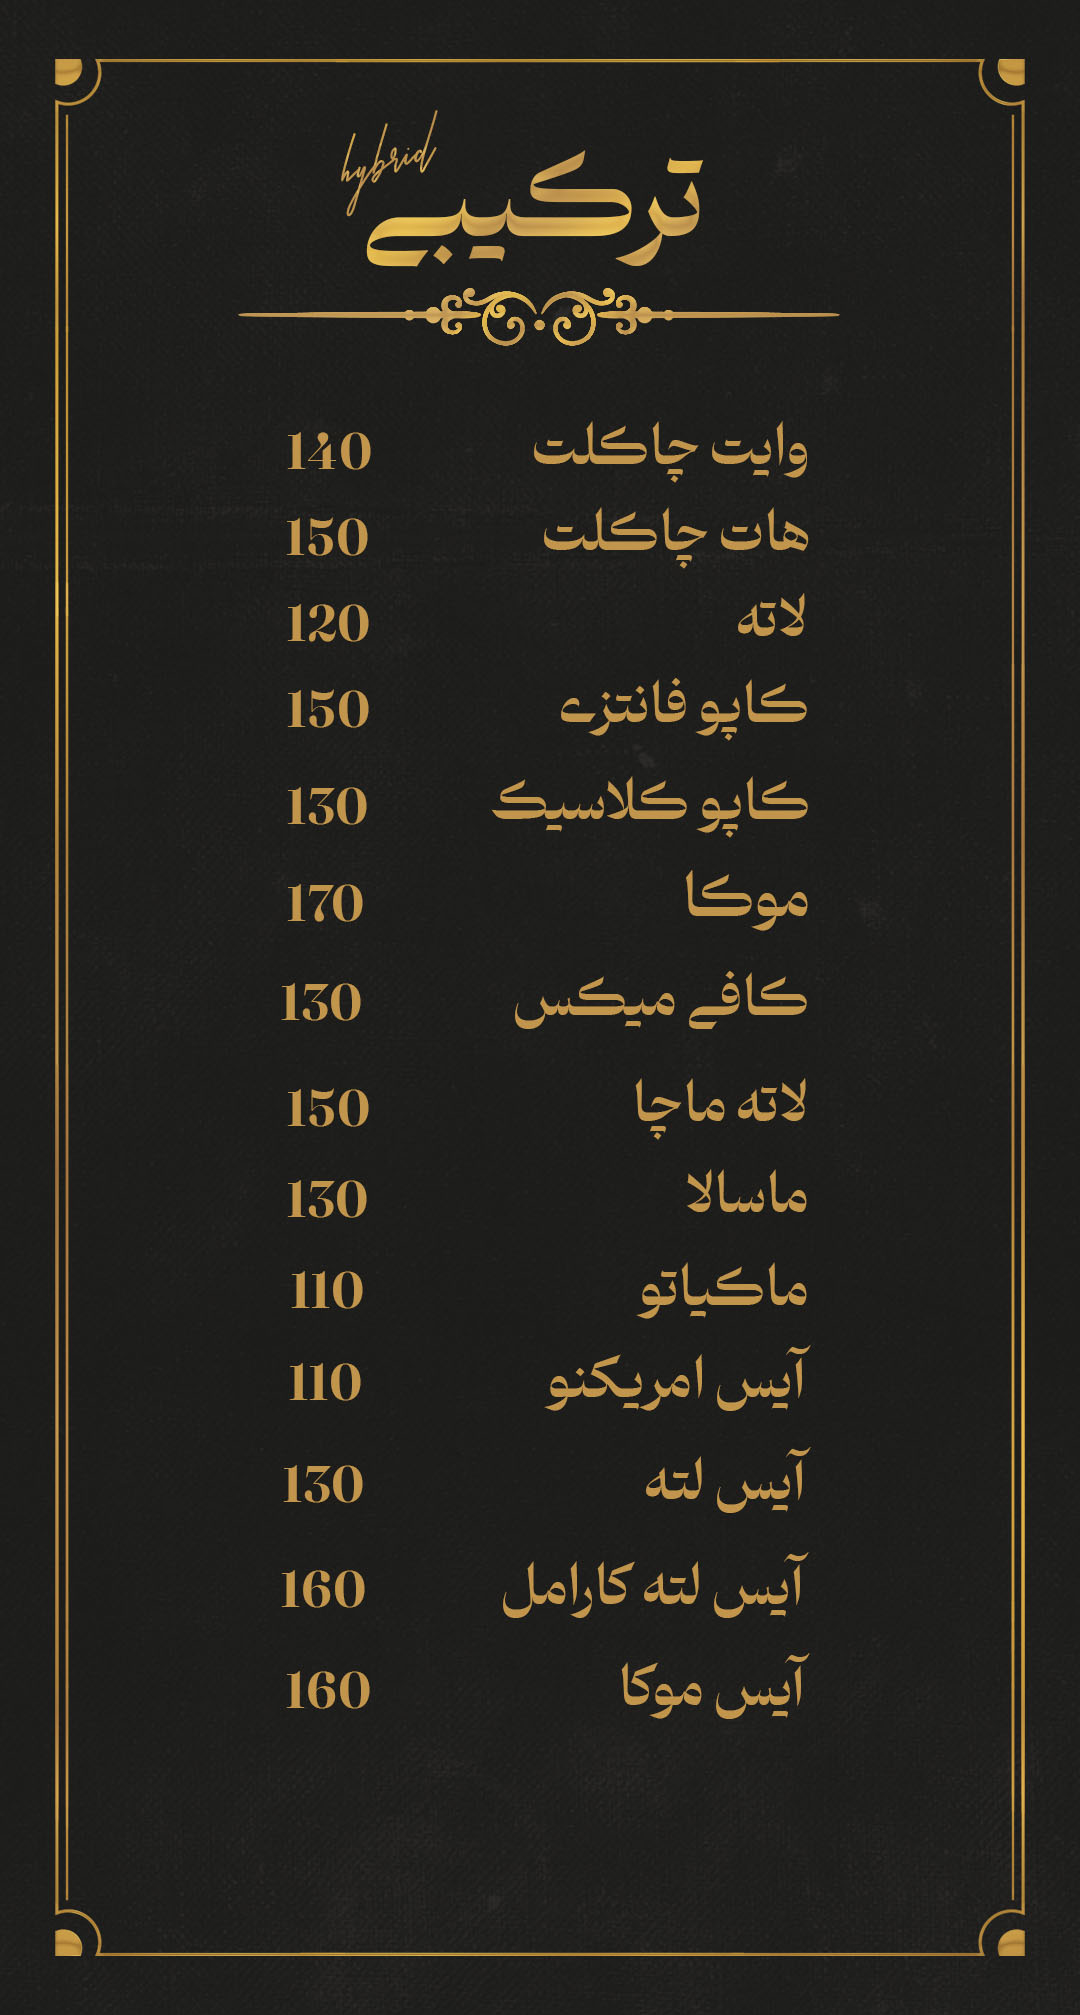 ترکیبی
hybrid
وایت چاکلت 140
هات چاکلت 150
لاته 120
کاپو فانتزی 150
کاپو کلاسیک 130
موکا 170
کافی میکس 130
لاته ماچا 150
ماسالا 130
ماکیاتو 110
آیس امریکنو 110
آیس لته 130
آیس لته کارامل 160
آیس موکا 160